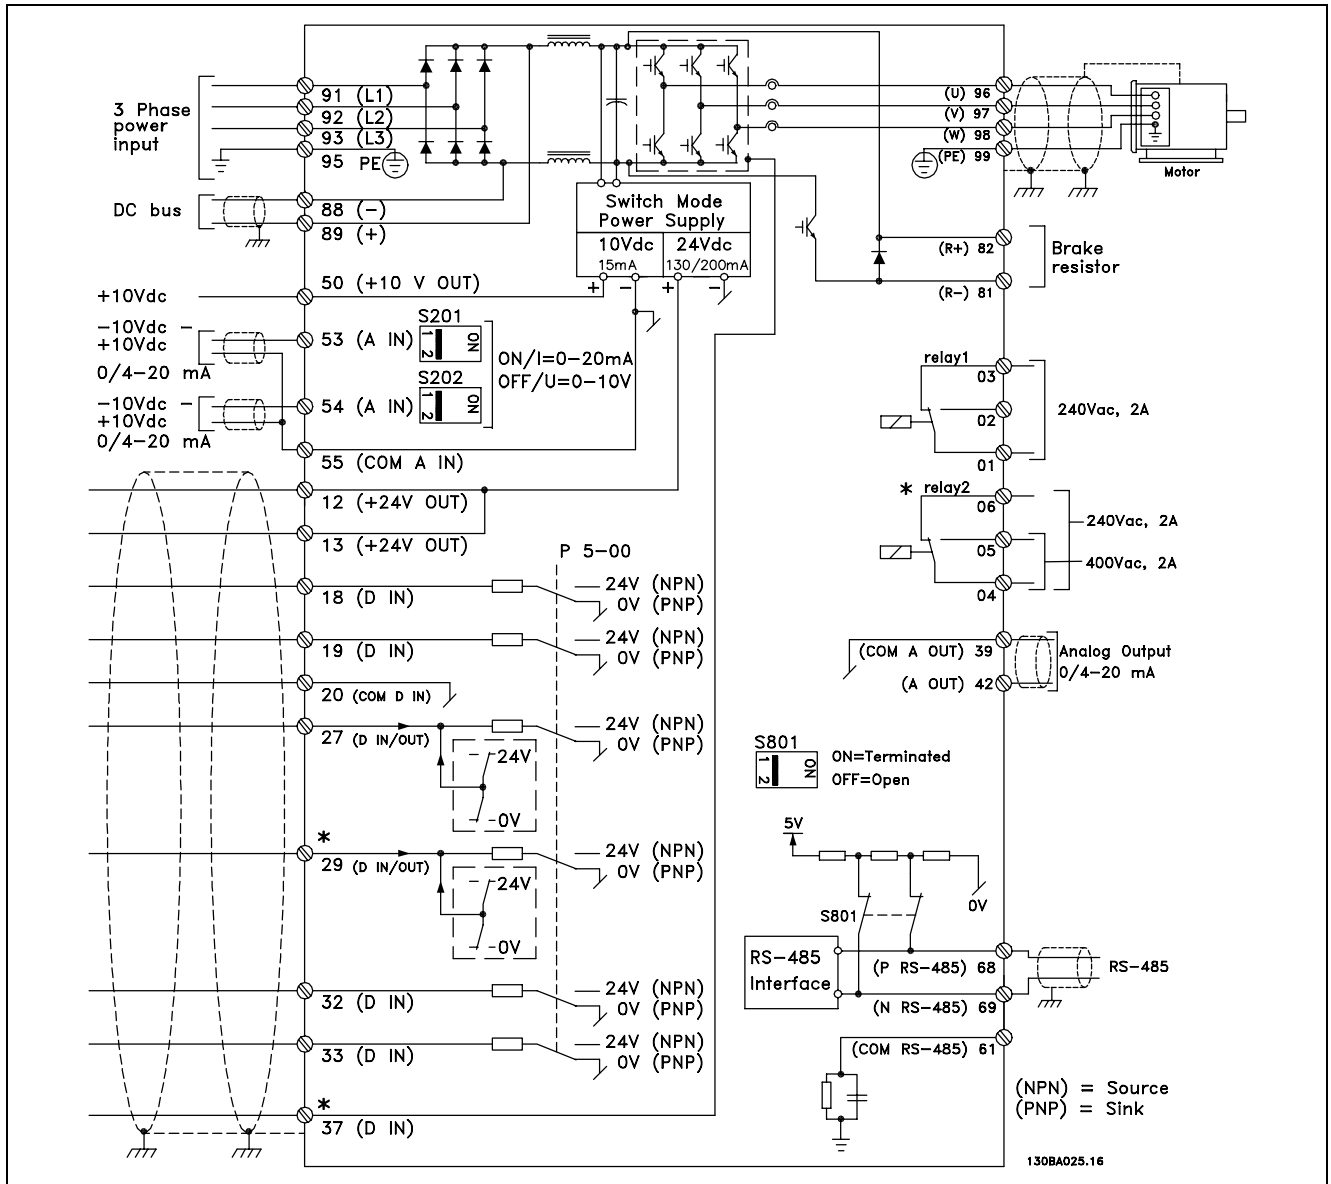 3 Phase
power
input
91 (L1)
92 (L2)
93 (L3)
95 PE
DC bus
88 (-)
89 (+)
Switch Mode
Power Supply
10Vdc
15mA
24Vdc
130/200mA
+ - + -
(U) 96
(V) 97
(W) 98
(PE) 99
Motor
(R+) 82
(R-) 81
Brake
resistor
+10Vdc
50 (+10 V OUT)
-10Vdc -
+10Vdc
0/4-20 mA
53 (A IN)
S201
1
2
ON
-10Vdc -
+10Vdc
0/4-20 mA
54 (A IN)
S202
1
2
ON
ON/I=0-20mA
OFF/U=0-10V
55 (COM A IN)
12 (+24V OUT)
13 (+24V OUT)
P 5-00
18 (D IN)
24V (NPN)
0V (PNP)
19 (D IN)
24V (NPN)
0V (PNP)
20 (COM D IN)
27 (D IN/OUT)
24V (NPN)
0V (PNP)
24V
0V
*
29 (D IN/OUT)
24V (NPN)
0V (PNP)
24V
0V
32 (D IN)
24V (NPN)
0V (PNP)
33 (D IN)
24V (NPN)
0V (PNP)
*
37 (D IN)
relay1
03
02
01
240Vac, 2A
* relay2
06
05
04
240Vac, 2A
400Vac, 2A
(COM A OUT) 39
(A OUT) 42
Analog Output
0/4-20 mA
S801
1
2
ON
ON=Terminated
OFF=Open
5V
0V
S801
RS-485
Interface
(P RS-485) 68
(N RS-485) 69
RS-485
(COM RS-485) 61
(NPN) = Source
(PNP) = Sink
130BA025.16